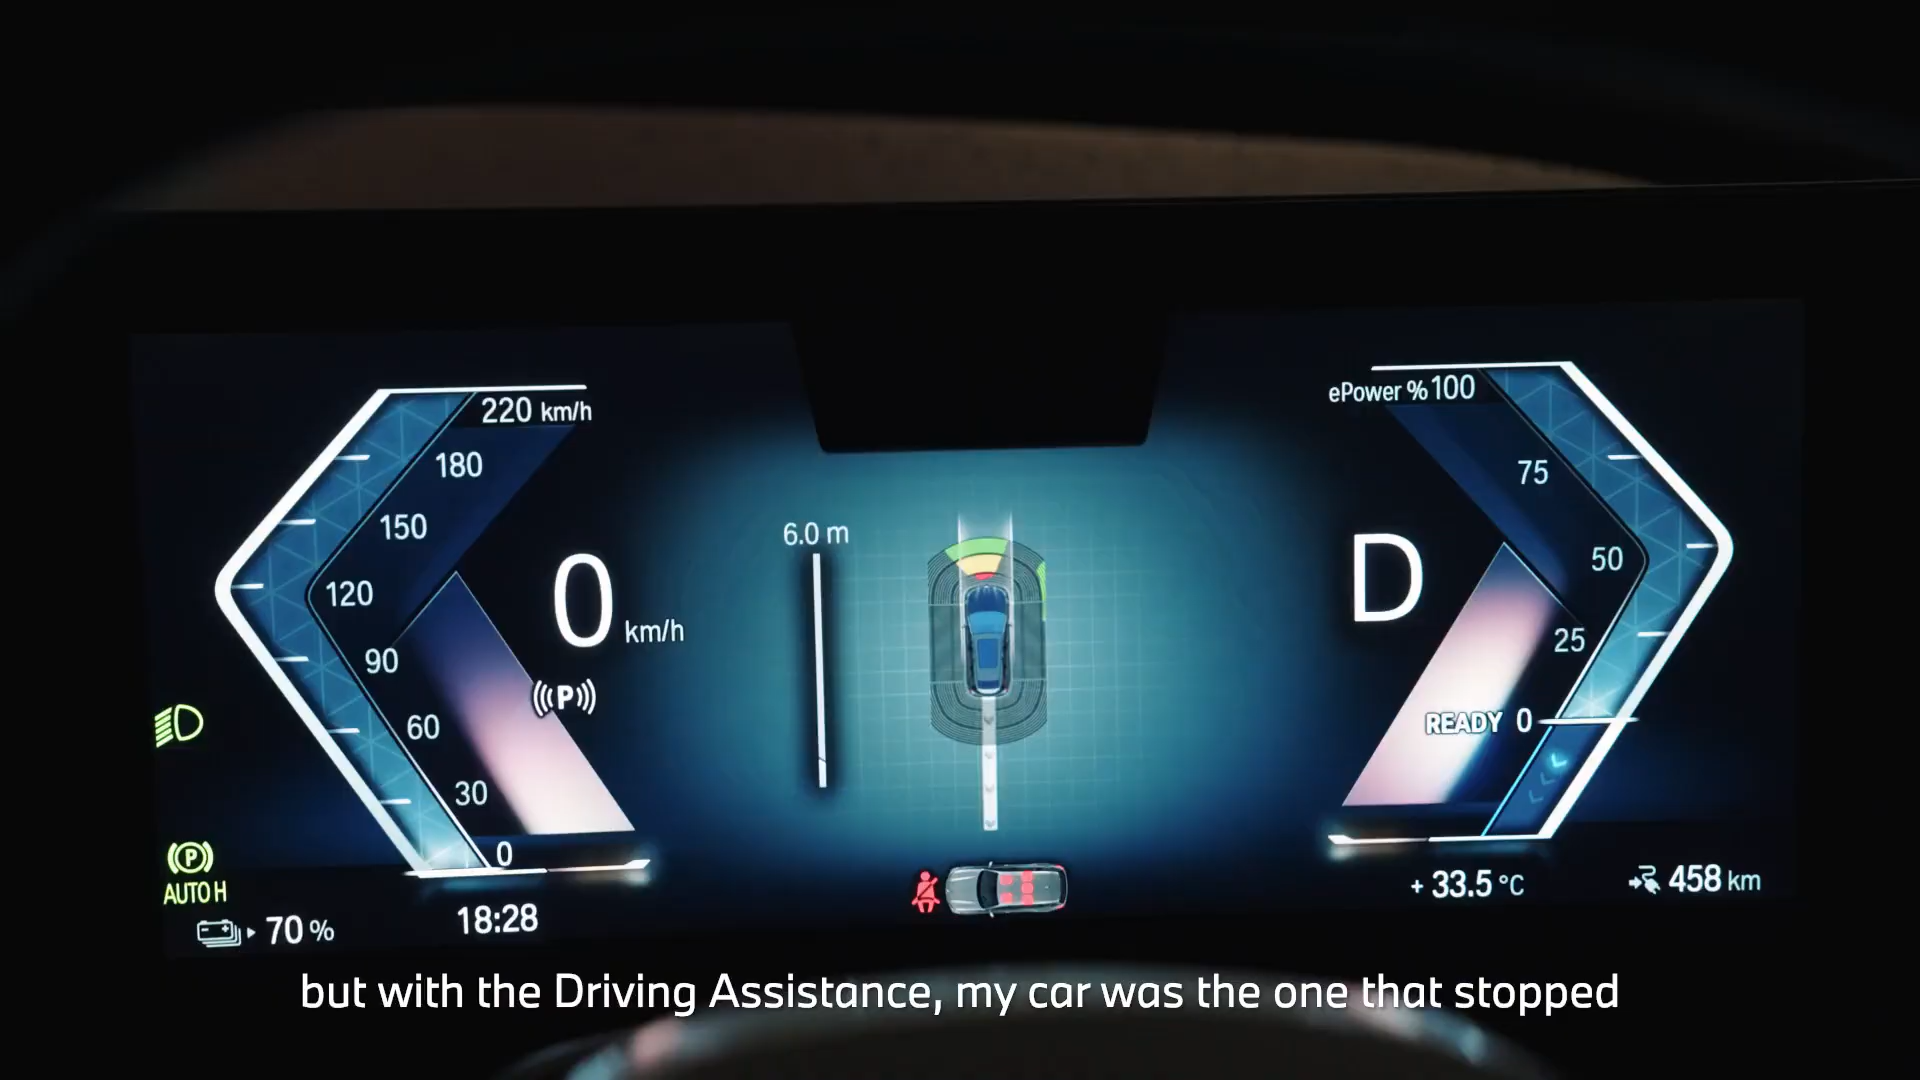 220 km/h
180
150
120
90
60
30
0
0 km/h
(((P)))
6.0 m
ePower % 100
75
50
25
READY 0
D
P
AUTO H
70 %
18:28
+ 33.5 °C
458 km
but with the Driving Assistance, my car was the one that stopped